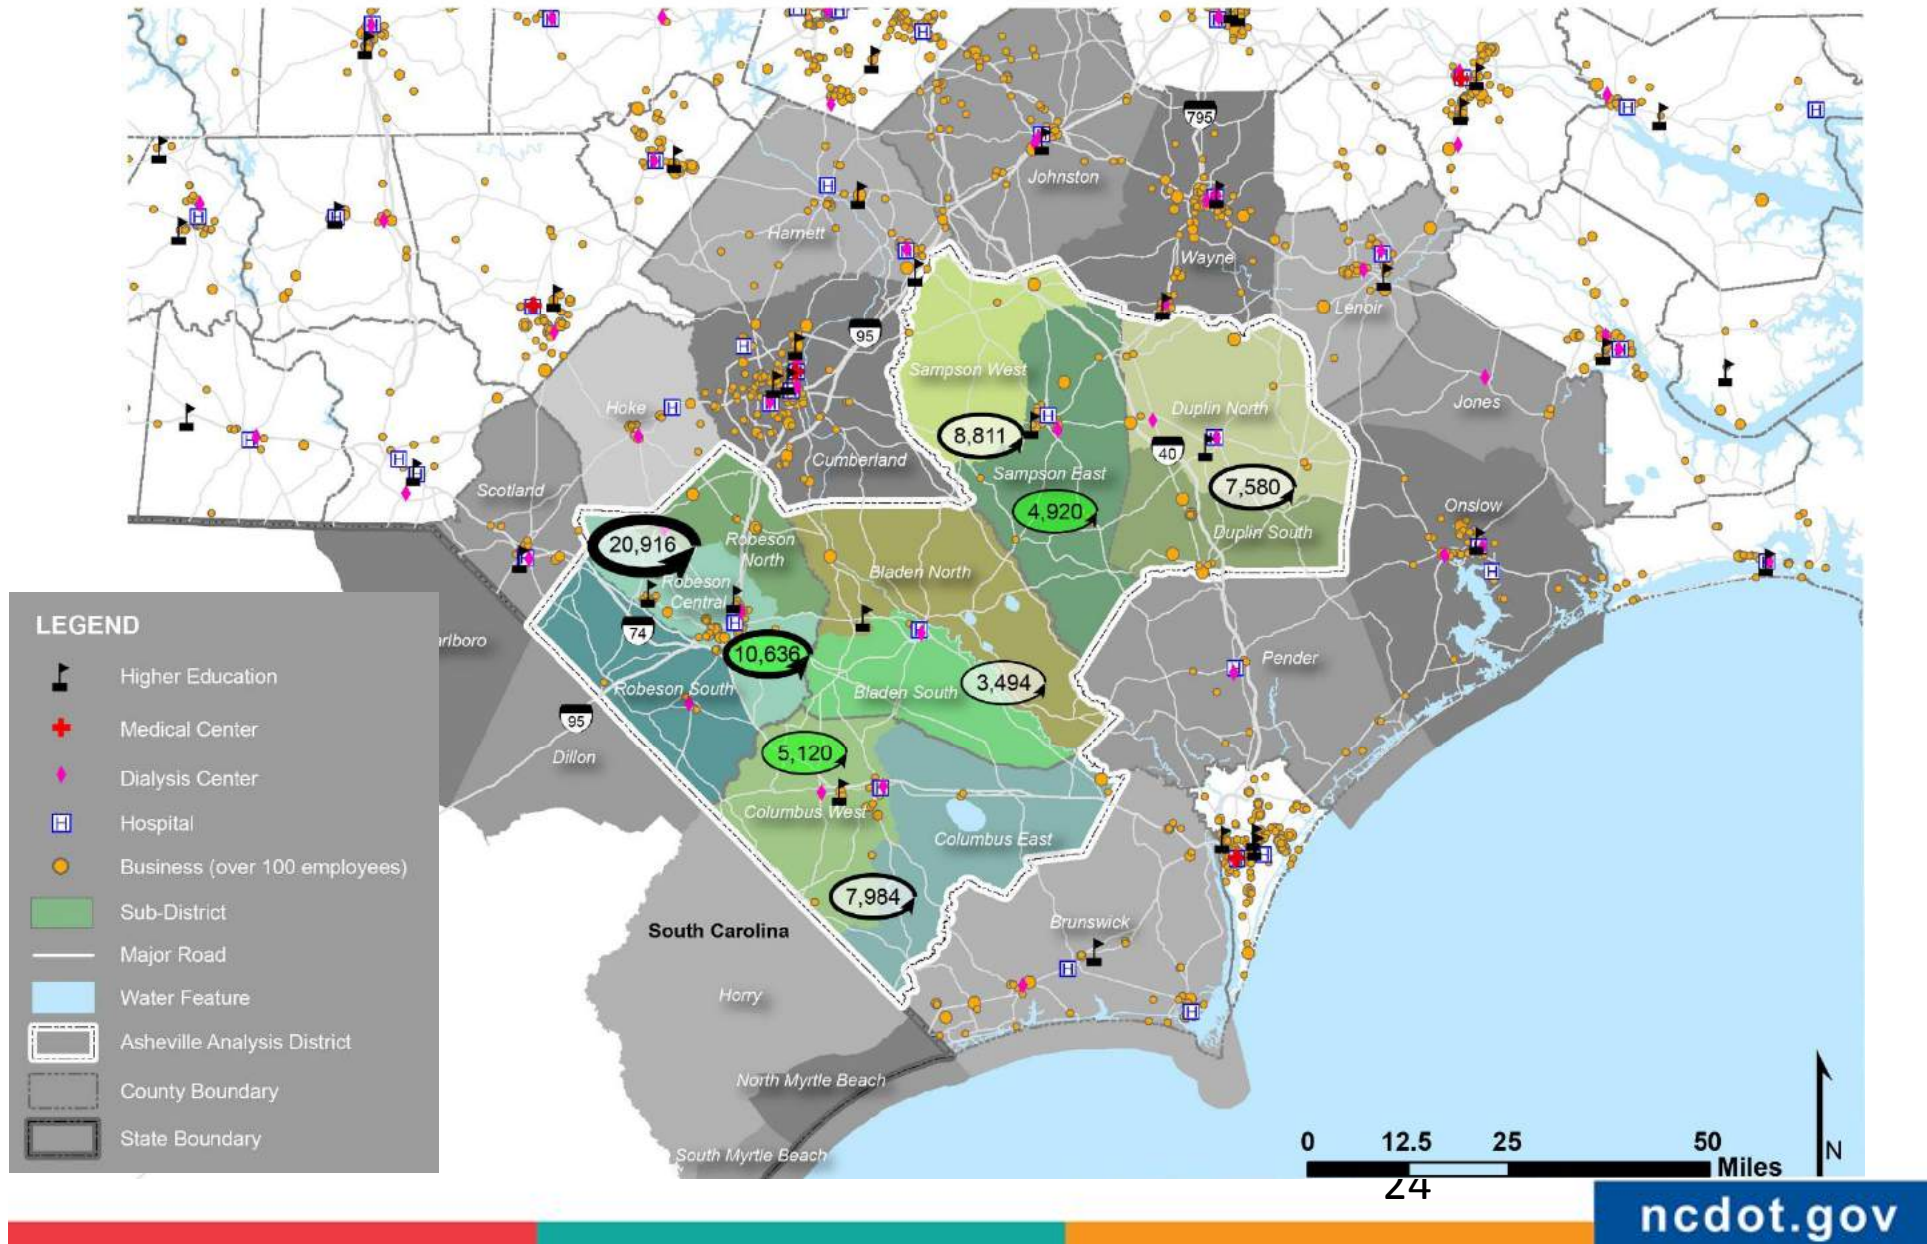 795
Johnston
Harnett
Wayne
Lenoir
95
Sampson West
Hoke
Duplin North
Jones
8,811
Cumberland
40
Sampson East
7,580
Scotland
4,920
Onslow
Duplin South
20,916
Robeson
North
Bladen North
Robeson
Central
74
10,636
Pender
Robeson South
Bladen South
3,494
95
Dillon
5,120
Columbus West
Columbus East
7,984
South Carolina
Brunswick
Horry
North Myrtle Beach
South Myrtle Beach
rlboro
LEGEND
Higher Education
Medical Center
Dialysis Center
H Hospital
Business (over 100 employees)
Sub-District
Major Road
Water Feature
Asheville Analysis District
County Boundary
State Boundary
0 12.5 25 50
Miles
N
24
ncdot.gov